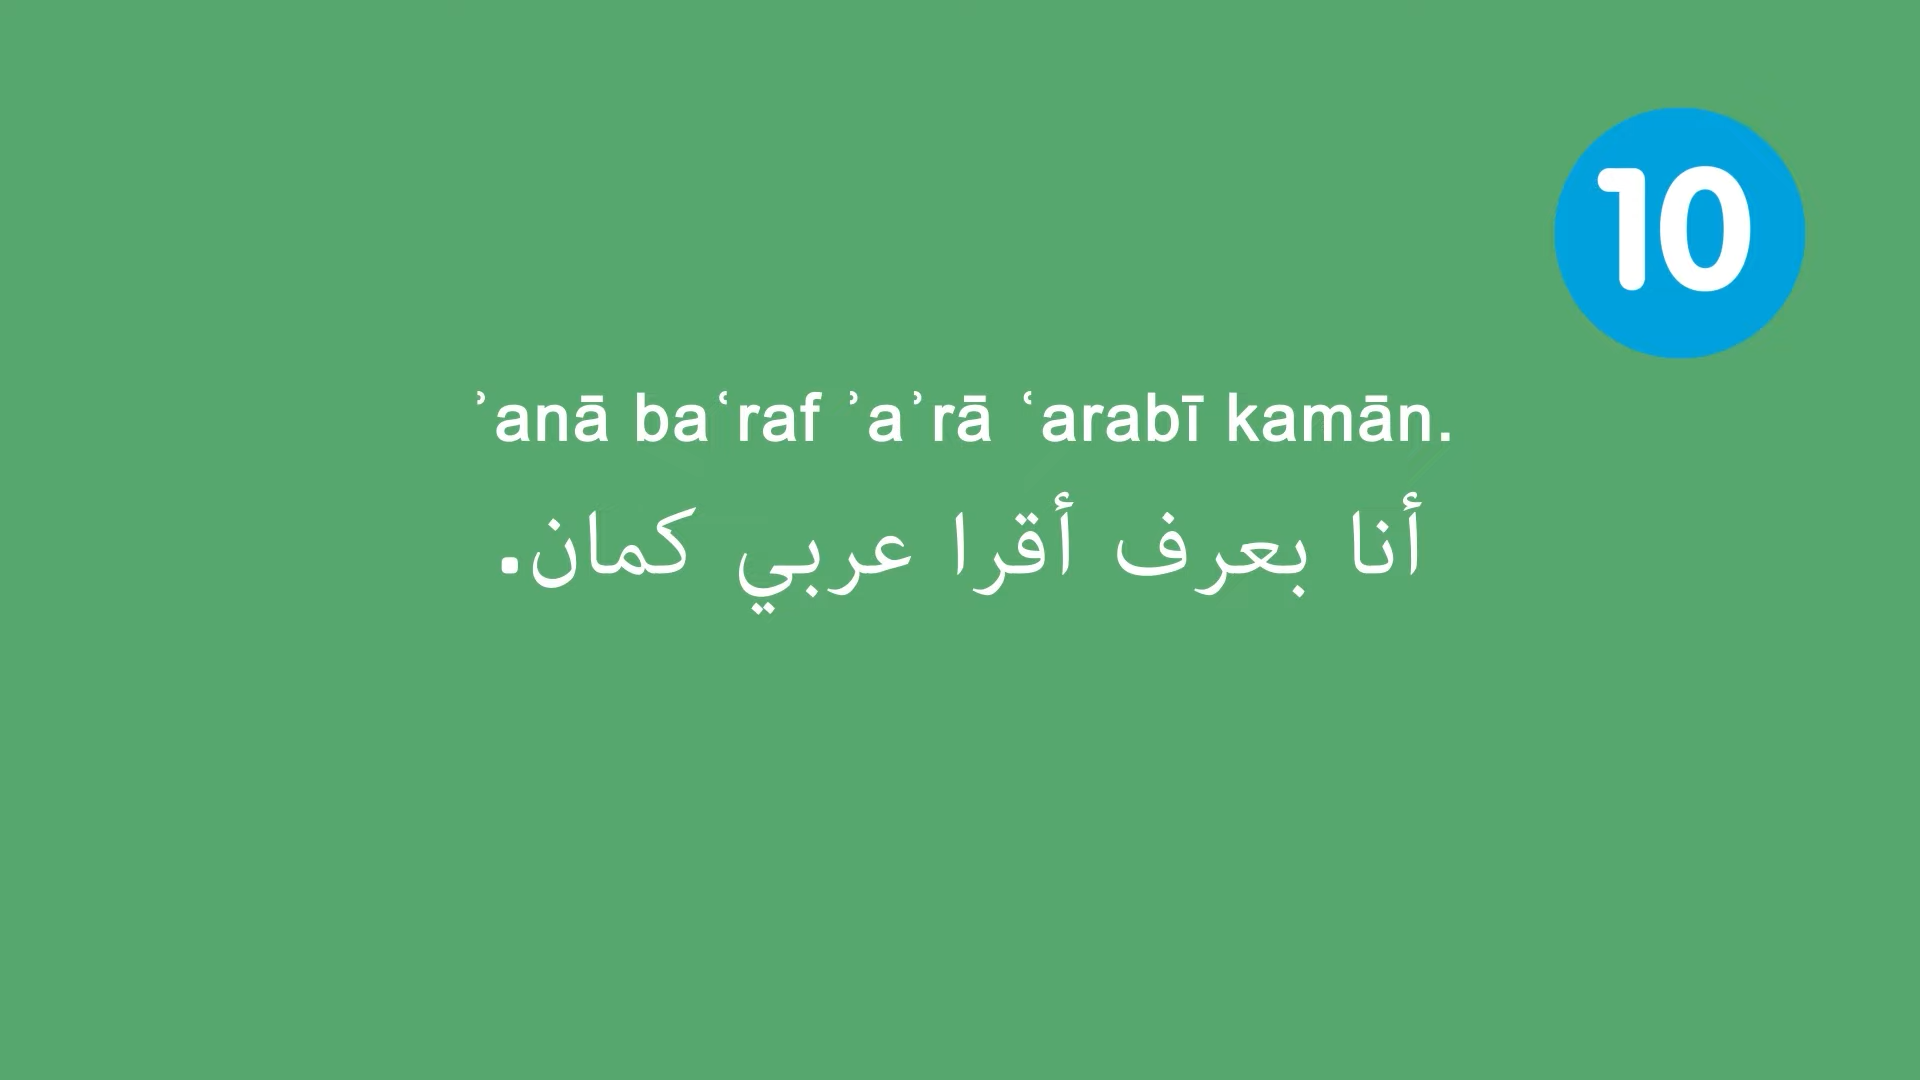 10
ʾanā baʿraf ʾaʾrā ʿarabī kamān.
أنا بعرف أقرا عربي كمان.